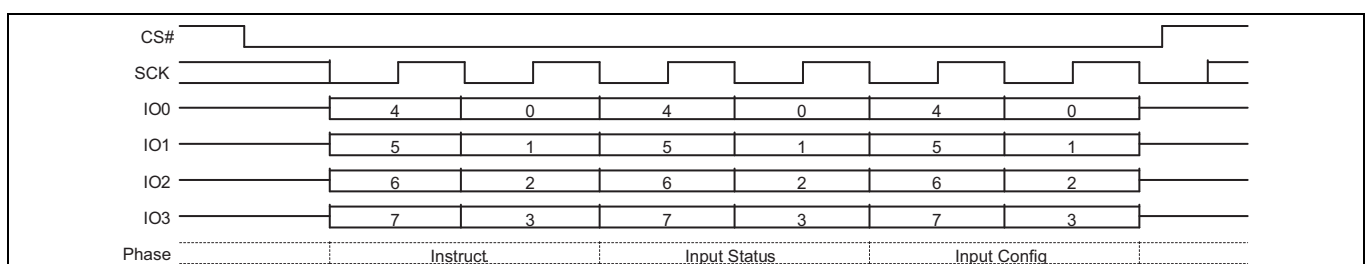 CS#
SCK
IO0 4 0 4 0 4 0
IO1 5 1 5 1 5 1
IO2 6 2 6 2 6 2
IO3 7 3 7 3 7 3
Phase Instruct. Input Status Input Config